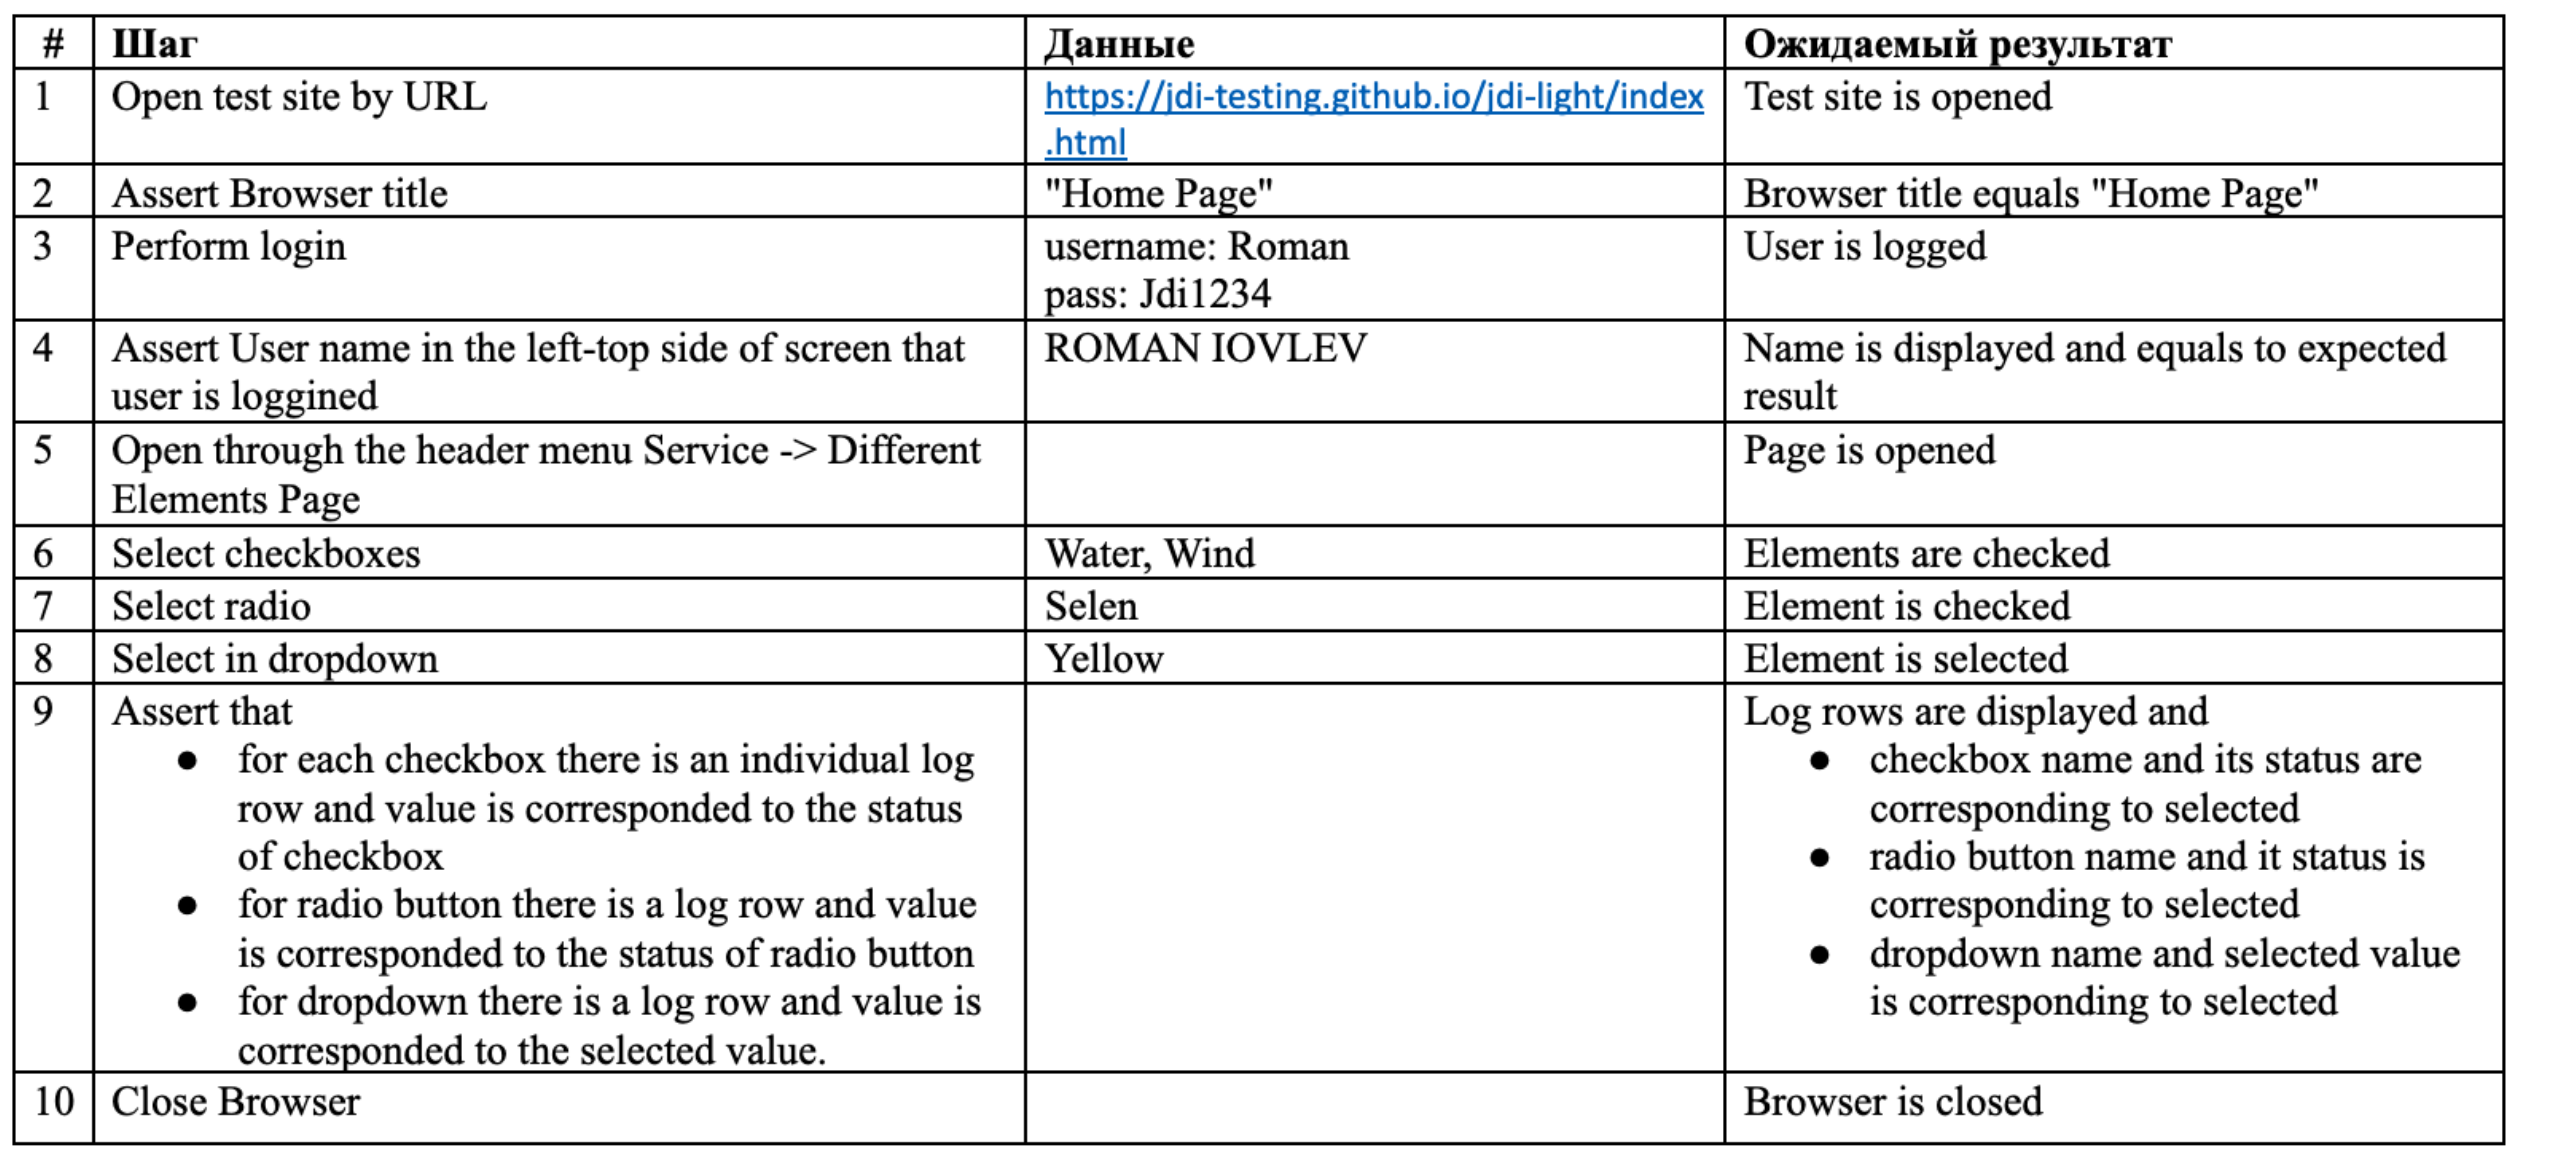 # Шаг Данные Ожидаемый результат
1 Open test site by URL https://jdi-testing.github.io/jdi-light/index Test site is opened
.html
2 Assert Browser title "Home Page" Browser title equals "Home Page"
3 Perform login username: Roman User is logged
pass: Jdi1234
4 Assert User name in the left-top side of screen that ROMAN IOVLEV Name is displayed and equals to expected
user is loggined result
5 Open through the header menu Service -> Different Page is opened
Elements Page
6 Select checkboxes Water, Wind Elements are checked
7 Select radio Selen Element is checked
8 Select in dropdown Yellow Element is selected
9 Assert that
● for each checkbox there is an individual log
row and value is corresponded to the status
of checkbox
● for radio button there is a log row and value
is corresponded to the status of radio button
● for dropdown there is a log row and value is
corresponded to the selected value.
Log rows are displayed and
● checkbox name and its status are
corresponding to selected
● radio button name and it status is
corresponding to selected
● dropdown name and selected value
is corresponding to selected
10 Close Browser Browser is closed